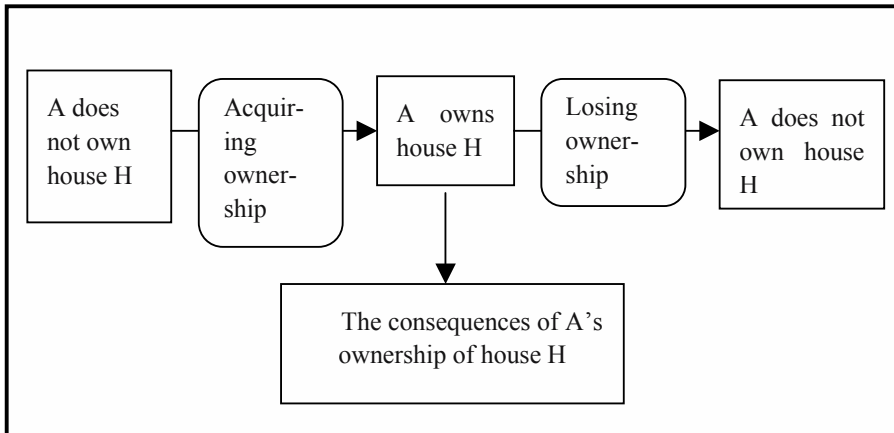 A does
not own
house H
Acquir-
ing
owner-
ship
A owns
house H
Losing
owner-
ship
A does not
own house
H
The consequences of A’s
ownership of house H